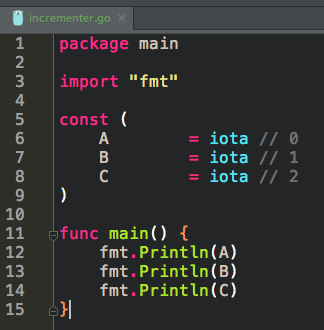 incrementer.go ×
1 package main
2
3 import "fmt"
4
5 const (
6     A        = iota // 0
7     B        = iota // 1
8     C        = iota // 2
9 )
10
11 func main() {
12     fmt.Println(A)
13     fmt.Println(B)
14     fmt.Println(C)
15 }